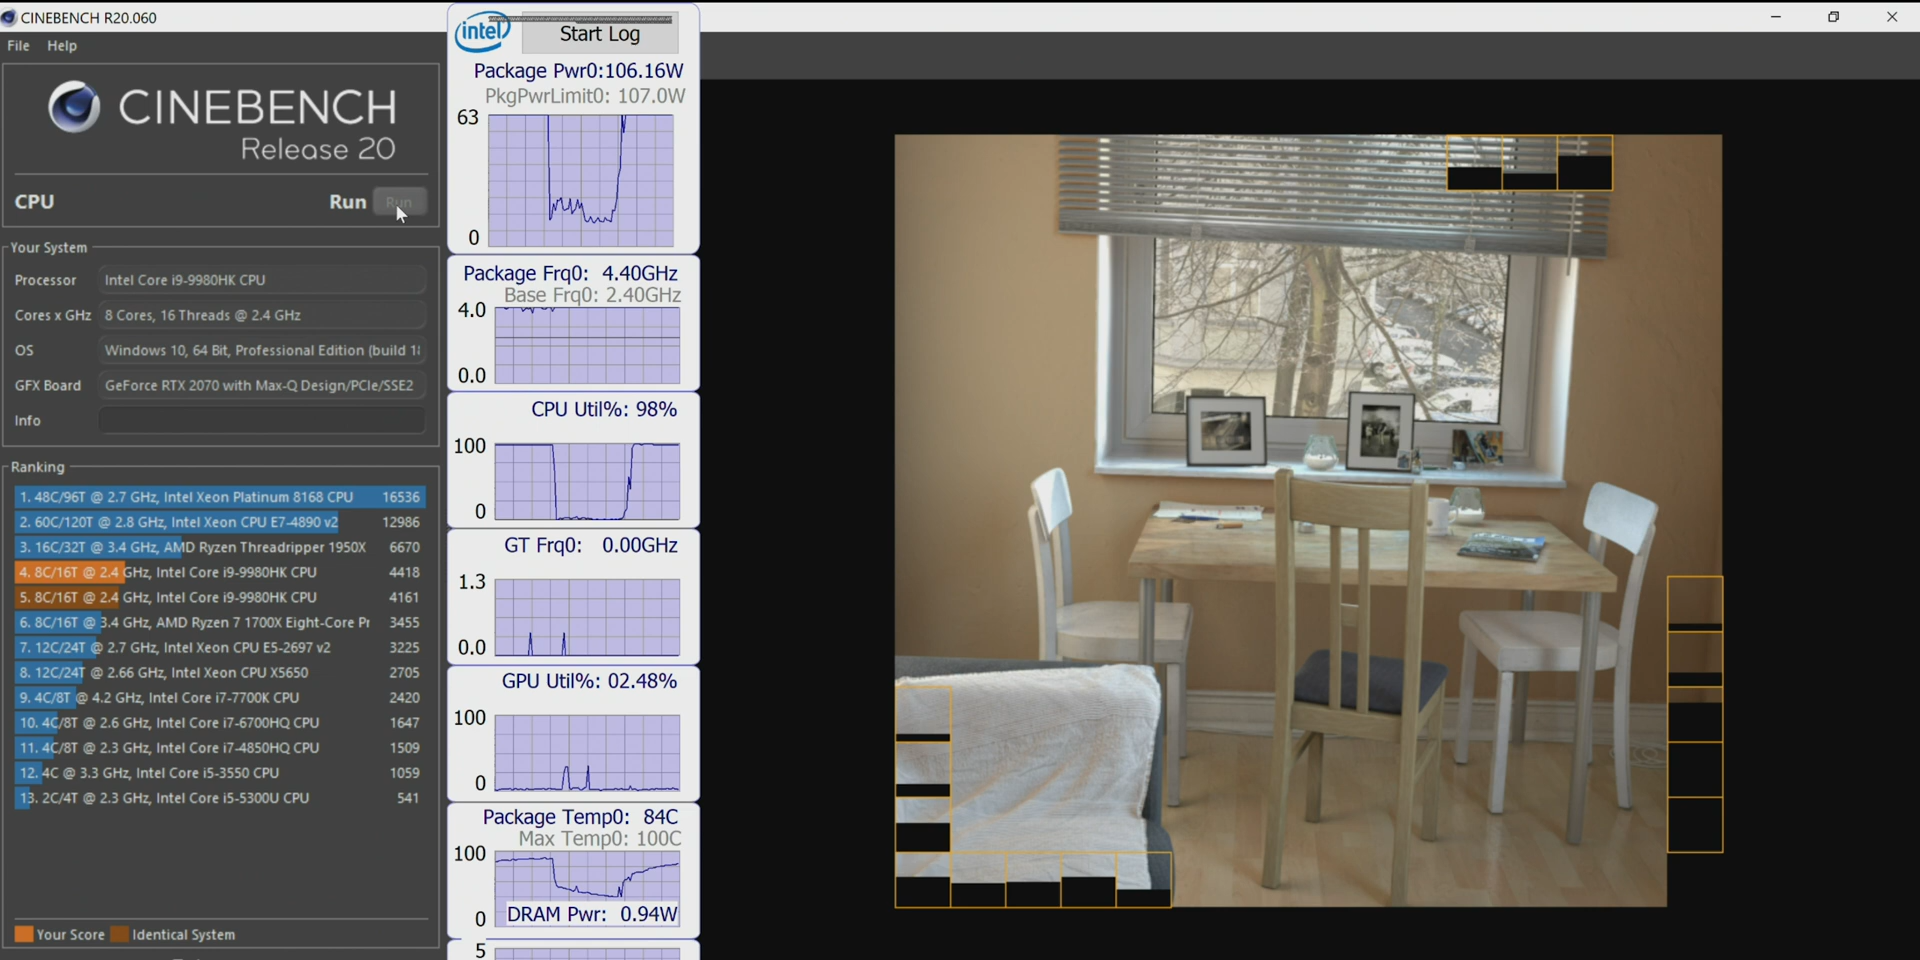 CINEBENCH R20.060
File Help
CINEBENCH
Release 20
CPU Run Run
Your System
Processor Intel Core i9-9980HK CPU
Cores x GHz 8 Cores, 16 Threads @ 2.4 GHz
OS Windows 10, 64 Bit, Professional Edition (build 18
GFX Board GeForce RTX 2070 with Max-Q Design/PCIe/SSE2
Info
Ranking
1. 48C/96T @ 2.7 GHz, Intel Xeon Platinum 8168 CPU 16536
2. 60C/120T @ 2.8 GHz, Intel Xeon CPU E7-4890 v2 12986
3. 16C/32T @ 3.4 GHz, AMD Ryzen Threadripper 1950X 6670
4. 8C/16T @ 2.4 GHz, Intel Core i9-9980HK CPU 4418
5. 8C/16T @ 2.4 GHz, Intel Core i9-9980HK CPU 4161
6. 8C/16T @ 3.4 GHz, AMD Ryzen 7 1700X Eight-Core Pr 3455
7. 12C/24T @ 2.7 GHz, Intel Xeon CPU E5-2697 v2 3225
8. 12C/24T @ 2.66 GHz, Intel Xeon CPU X5650 2705
9. 4C/8T @ 4.2 GHz, Intel Core i7-7700K CPU 2420
10. 4C/8T @ 2.6 GHz, Intel Core i7-6700HQ CPU 1647
11. 4C/8T @ 2.3 GHz, Intel Core i7-4850HQ CPU 1509
12. 4C @ 3.3 GHz, Intel Core i5-3550 CPU 1059
13. 2C/4T @ 2.3 GHz, Intel Core i5-5300U CPU 541
Your Score Identical System
intel Start Log
Package Pwr0:106.16W
PkgPwrLimit0: 107.0W
63
0
Package Frq0: 4.40GHz
Base Frq0: 2.40GHz
4.0
0.0
CPU Util%: 98%
100
0
GT Frq0: 0.00GHz
1.3
0.0
GPU Util%: 02.48%
100
0
Package Temp0: 84C
Max Temp0: 100C
100
0
DRAM Pwr: 0.94W
5